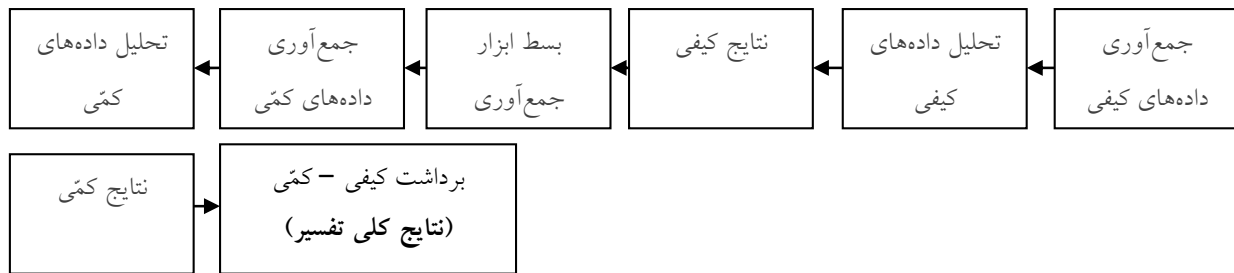 جمع‌آوری
داده‌های کیفی
تحلیل داده‌های
کیفی
نتایج کیفی
بسط ابزار
جمع‌آوری
جمع‌آوری
داده‌های کمّی
تحلیل داده‌های
کمّی
نتایج کمّی
برداشت کیفی – کمّی
(نتایج کلی تفسیر)